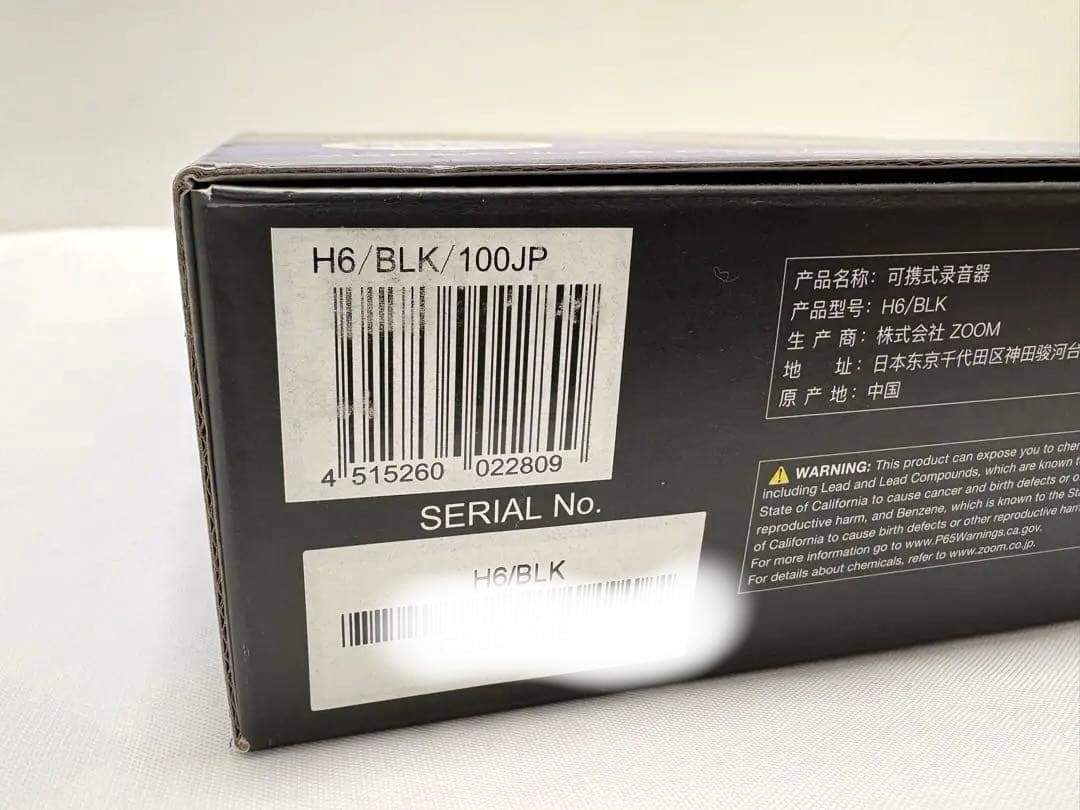 H6/BLK/100JP
4 515260 022809
SERIAL No.
H6/BLK
产品名称：可携式录音器
产品型号：H6/BLK
生 产 商：株式会社 ZOOM
地 址：日本东京千代田区神田骏河台
原 产 地：中国
WARNING: This product can expose you to
including Lead and Lead Compounds, which are known
State of California to cause cancer and birth defects or
reproductive harm, and Benzene, which is known to the
of California to cause birth defects or other reproductive
For more information go to www.P65Warnings.ca.gov.
For details about chemicals, refer to www.zoom.co.jp.